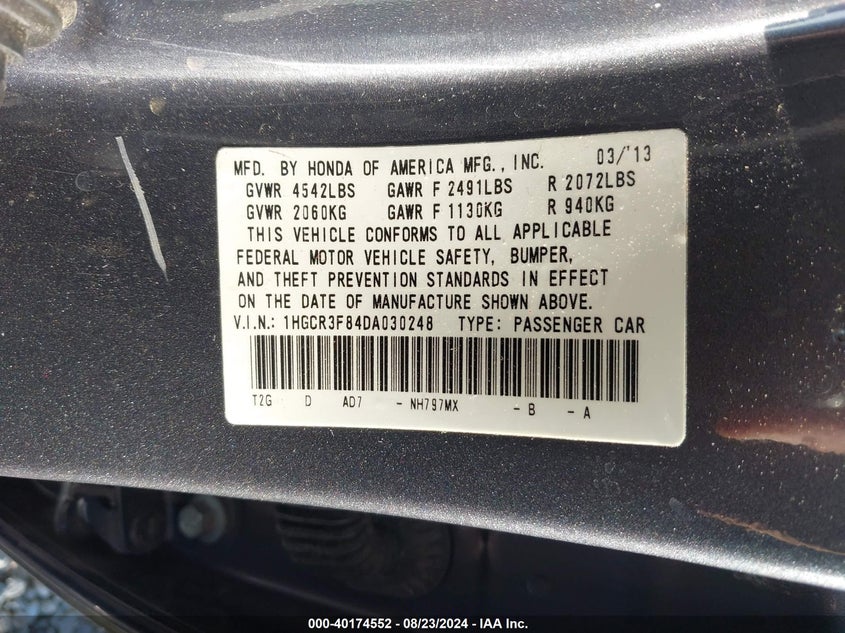 MFD. BY HONDA OF AMERICA MFG., INC. 03/'13
GVWR 4542LBS GAWR F 2491LBS R 2072LBS
GVWR 2060KG GAWR F 1130KG R 940KG
THIS VEHICLE CONFORMS TO ALL APPLICABLE
FEDERAL MOTOR VEHICLE SAFETY, BUMPER,
AND THEFT PREVENTION STANDARDS IN EFFECT
ON THE DATE OF MANUFACTURE SHOWN ABOVE.
V.I.N.: 1HGCR3F84DA030248 TYPE: PASSENGER CAR
T2G D AD7 - NH797MX - B - A
000-40174552 - 08/23/2024 - IAA Inc.